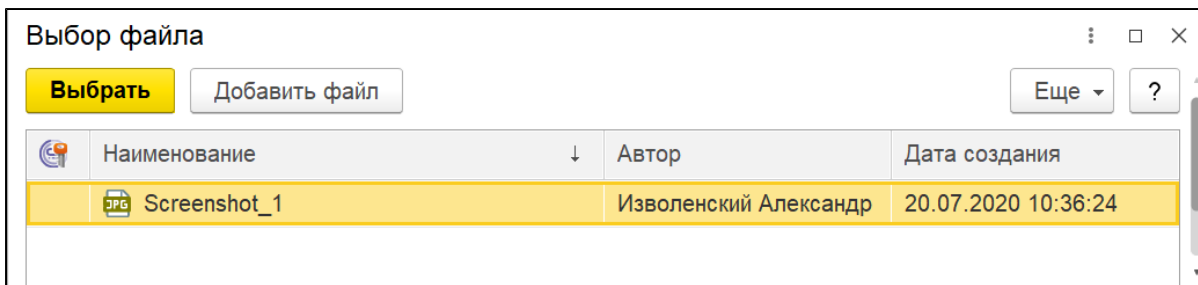 Выбор файла
Выбрать Добавить файл Еще ?
Наименование ↓ Автор Дата создания
JPG Screenshot_1 Изволенский Александр 20.07.2020 10:36:24